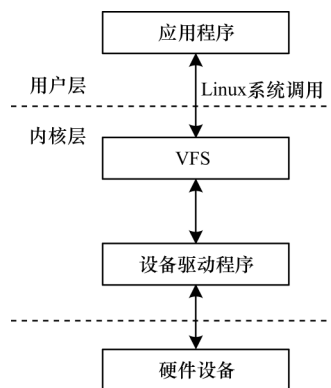 应用程序
用户层
Linux系统调用
内核层
VFS
设备驱动程序
硬件设备